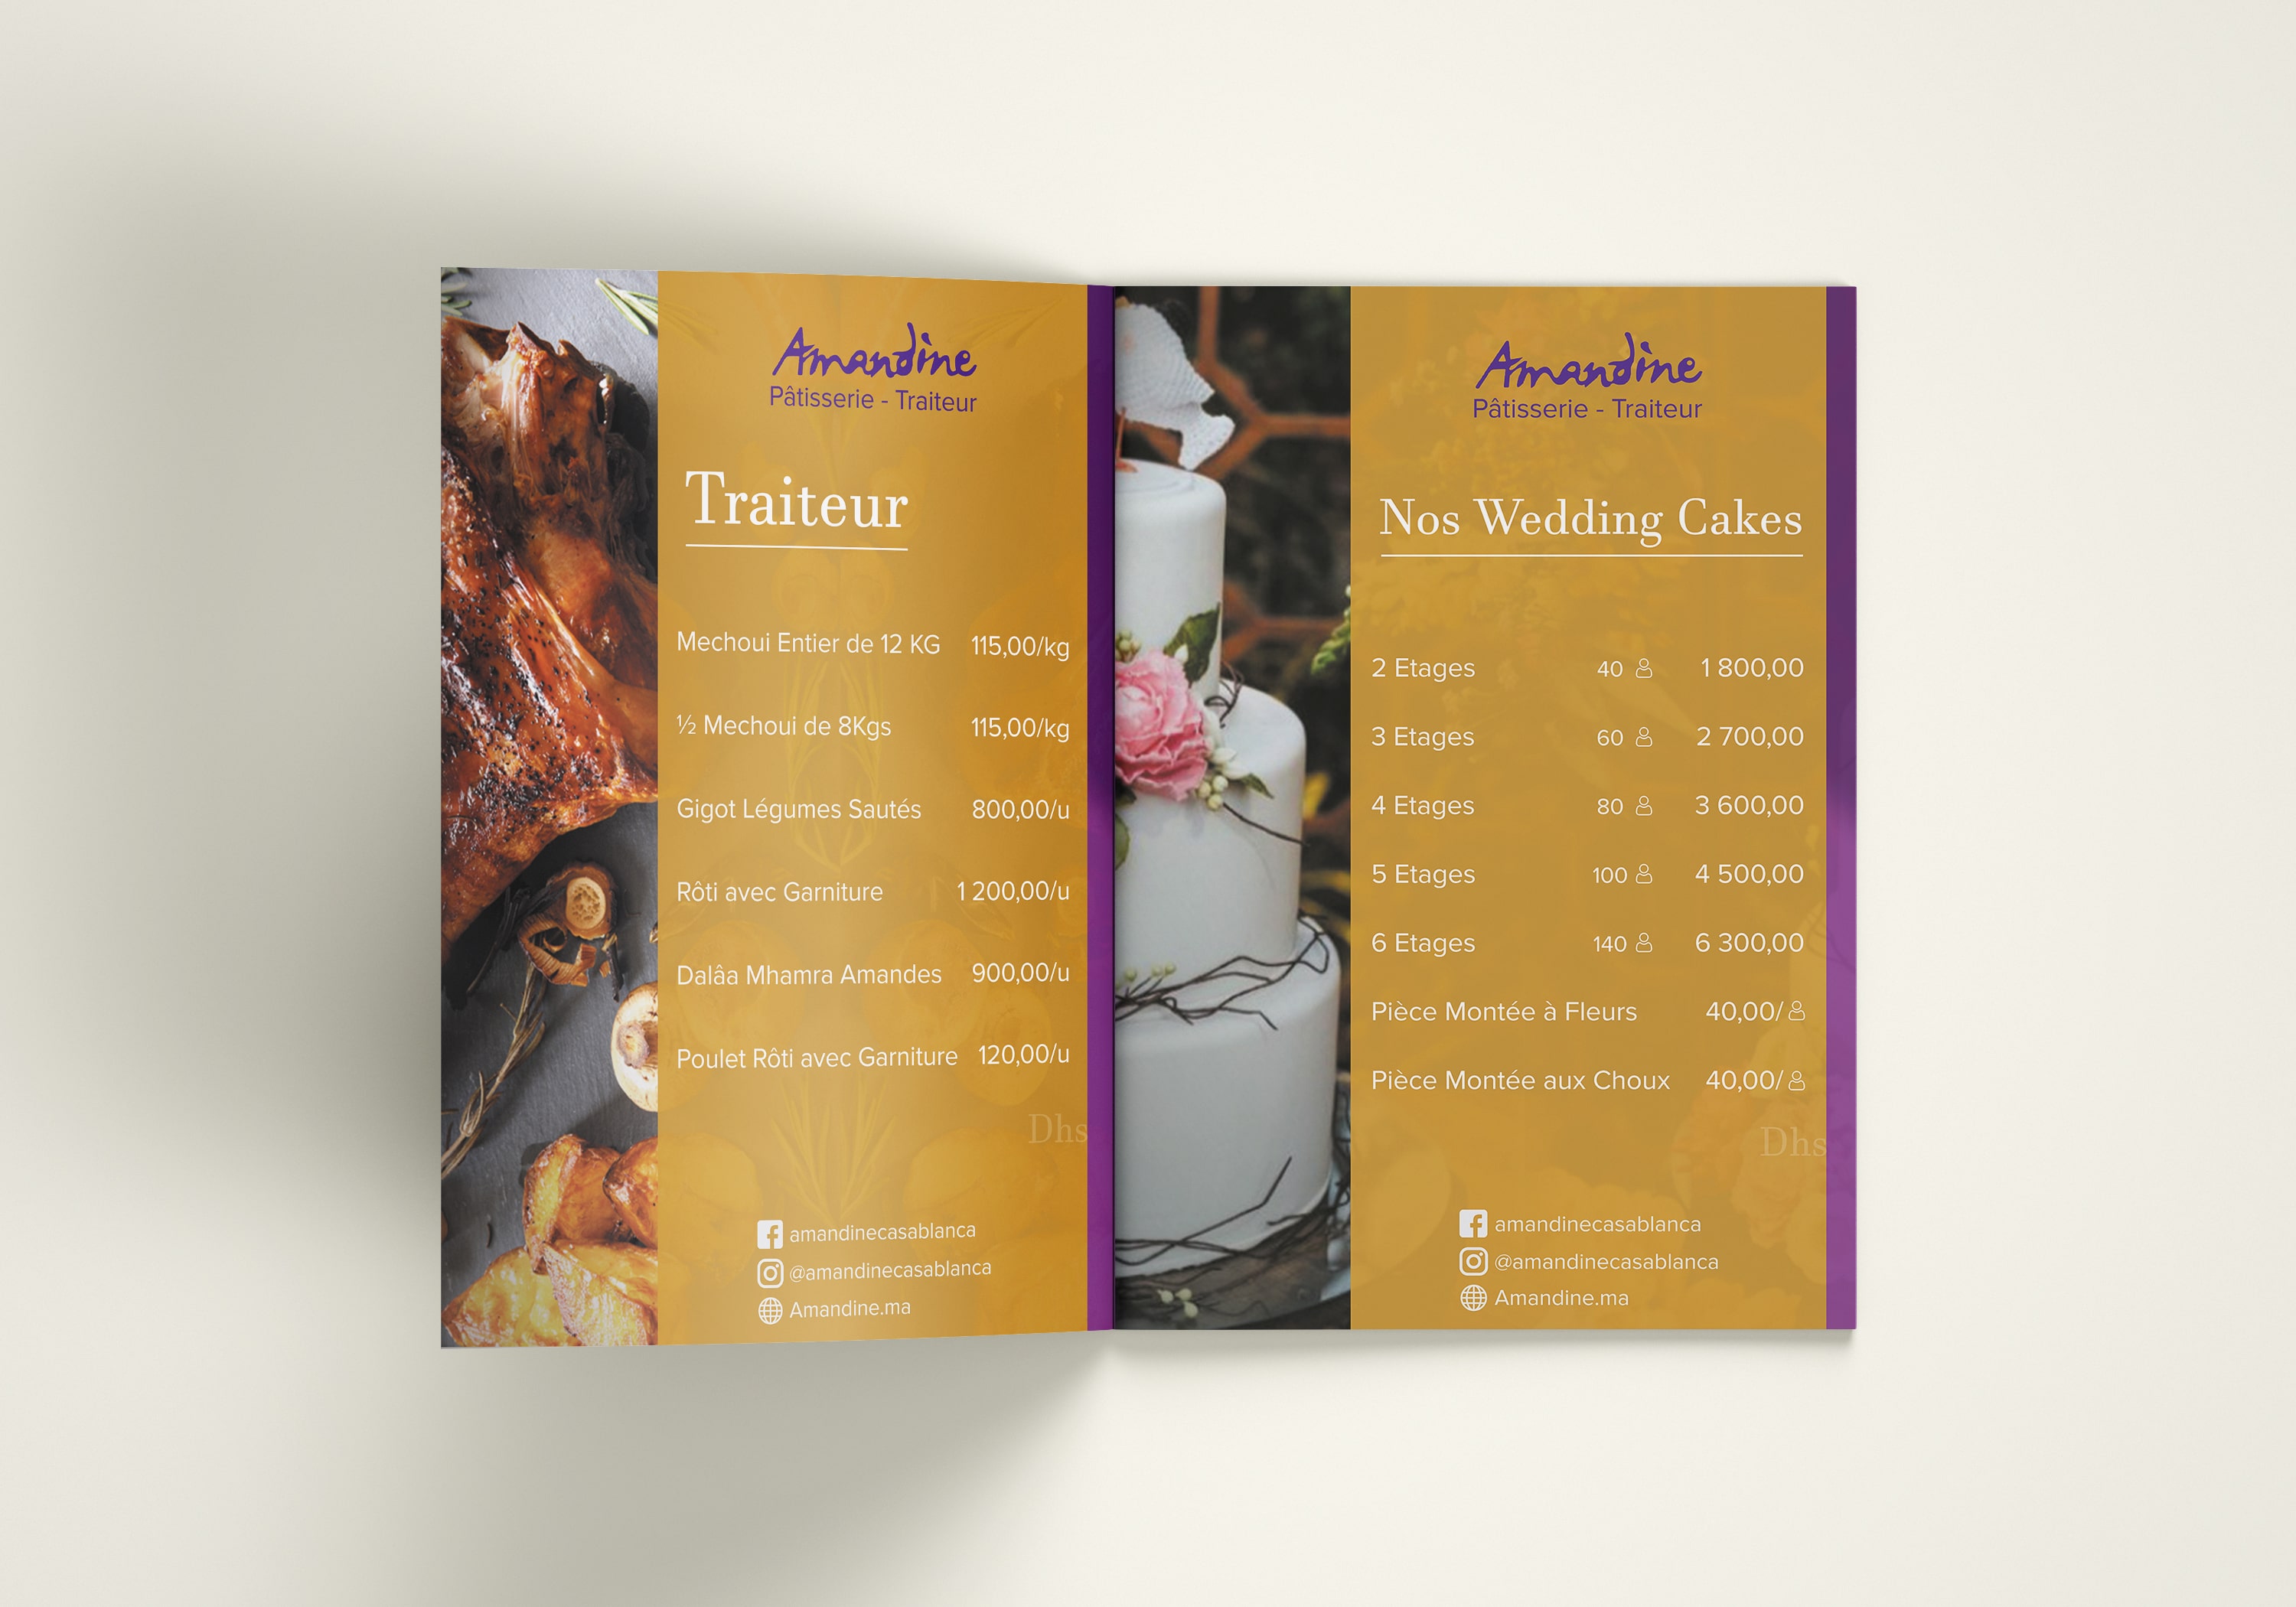 Amandine
Pâtisserie - Traiteur
Traiteur
Mechoui Entier de 12 KG 115,00/kg
½ Mechoui de 8Kgs 115,00/kg
Gigot Légumes Sautés 800,00/u
Rôti avec Garniture 1 200,00/u
Dalâa Mhamra Amandes 900,00/u
Poulet Rôti avec Garniture 120,00/u
Dhs
amandinecasablanca
@amandinecasablanca
Amandine.ma
Amandine
Pâtisserie - Traiteur
Nos Wedding Cakes
2 Etages 40 1 800,00
3 Etages 60 2 700,00
4 Etages 80 3 600,00
5 Etages 100 4 500,00
6 Etages 140 6 300,00
Pièce Montée à Fleurs 40,00/
Pièce Montée aux Choux 40,00/
Dhs
amandinecasablanca
@amandinecasablanca
Amandine.ma